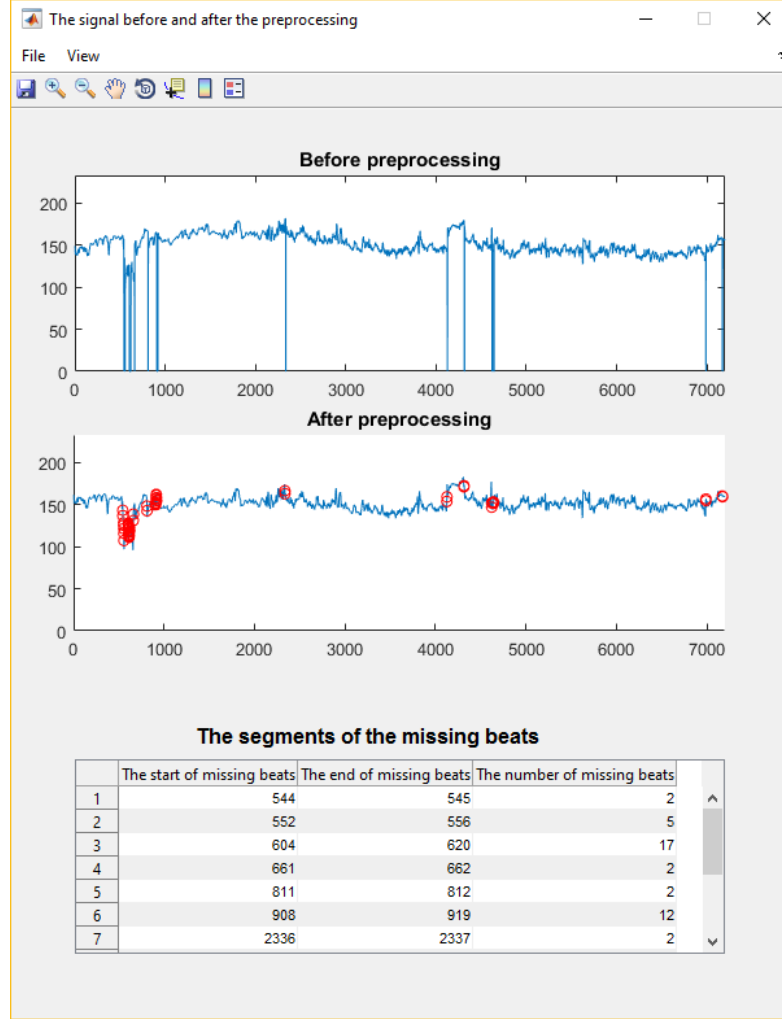 The signal before and after the preprocessing
File View
Before preprocessing
200
150
100
50
0
0 1000 2000 3000 4000 5000 6000 7000
After preprocessing
200
150
100
50
0
0 1000 2000 3000 4000 5000 6000 7000
The segments of the missing beats
The start of missing beats The end of missing beats The number of missing beats
1 544 545 2
2 552 556 5
3 604 620 17
4 661 662 2
5 811 812 2
6 908 919 12
7 2336 2337 2